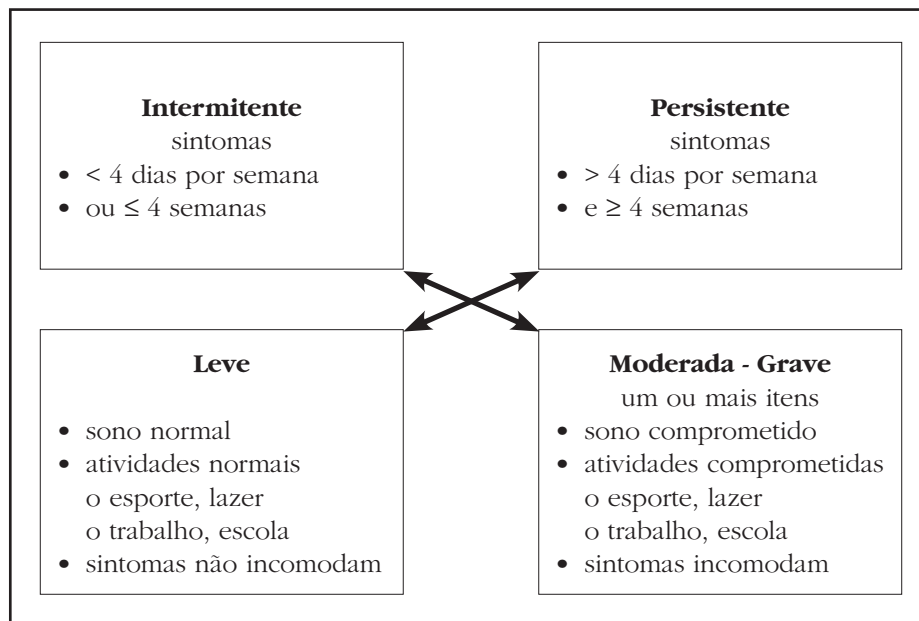 Intermitente
sintomas
• < 4 dias por semana
• ou ≤ 4 semanas
Persistente
sintomas
• > 4 dias por semana
• e ≥ 4 semanas
Leve
• sono normal
• atividades normais
o esporte, lazer
o trabalho, escola
• sintomas não incomodam
Moderada - Grave
um ou mais itens
• sono comprometido
• atividades comprometidas
o esporte, lazer
o trabalho, escola
• sintomas incomodam